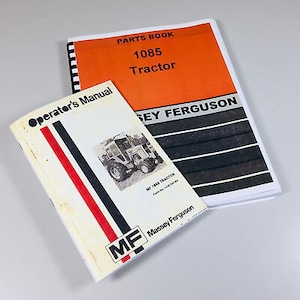 PARTS BOOK
1085
Tractor
SEY FERGUSON
Operator's Manual
MF 1085 TRACTOR
MF
Massey Ferguson